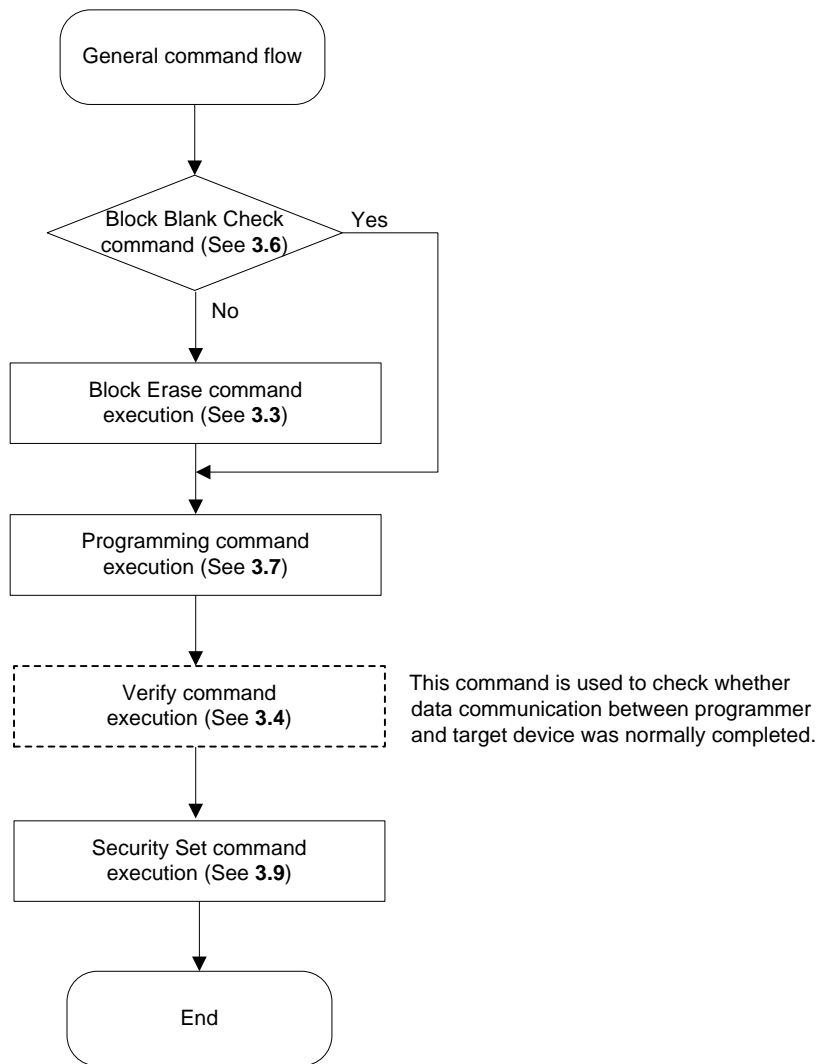 General command flow
Block Blank Check
command (See 3.6)
Yes
No
Block Erase command
execution (See 3.3)
Programming command
execution (See 3.7)
Verify command
execution (See 3.4)
This command is used to check whether
data communication between programmer
and target device was normally completed.
Security Set command
execution (See 3.9)
End